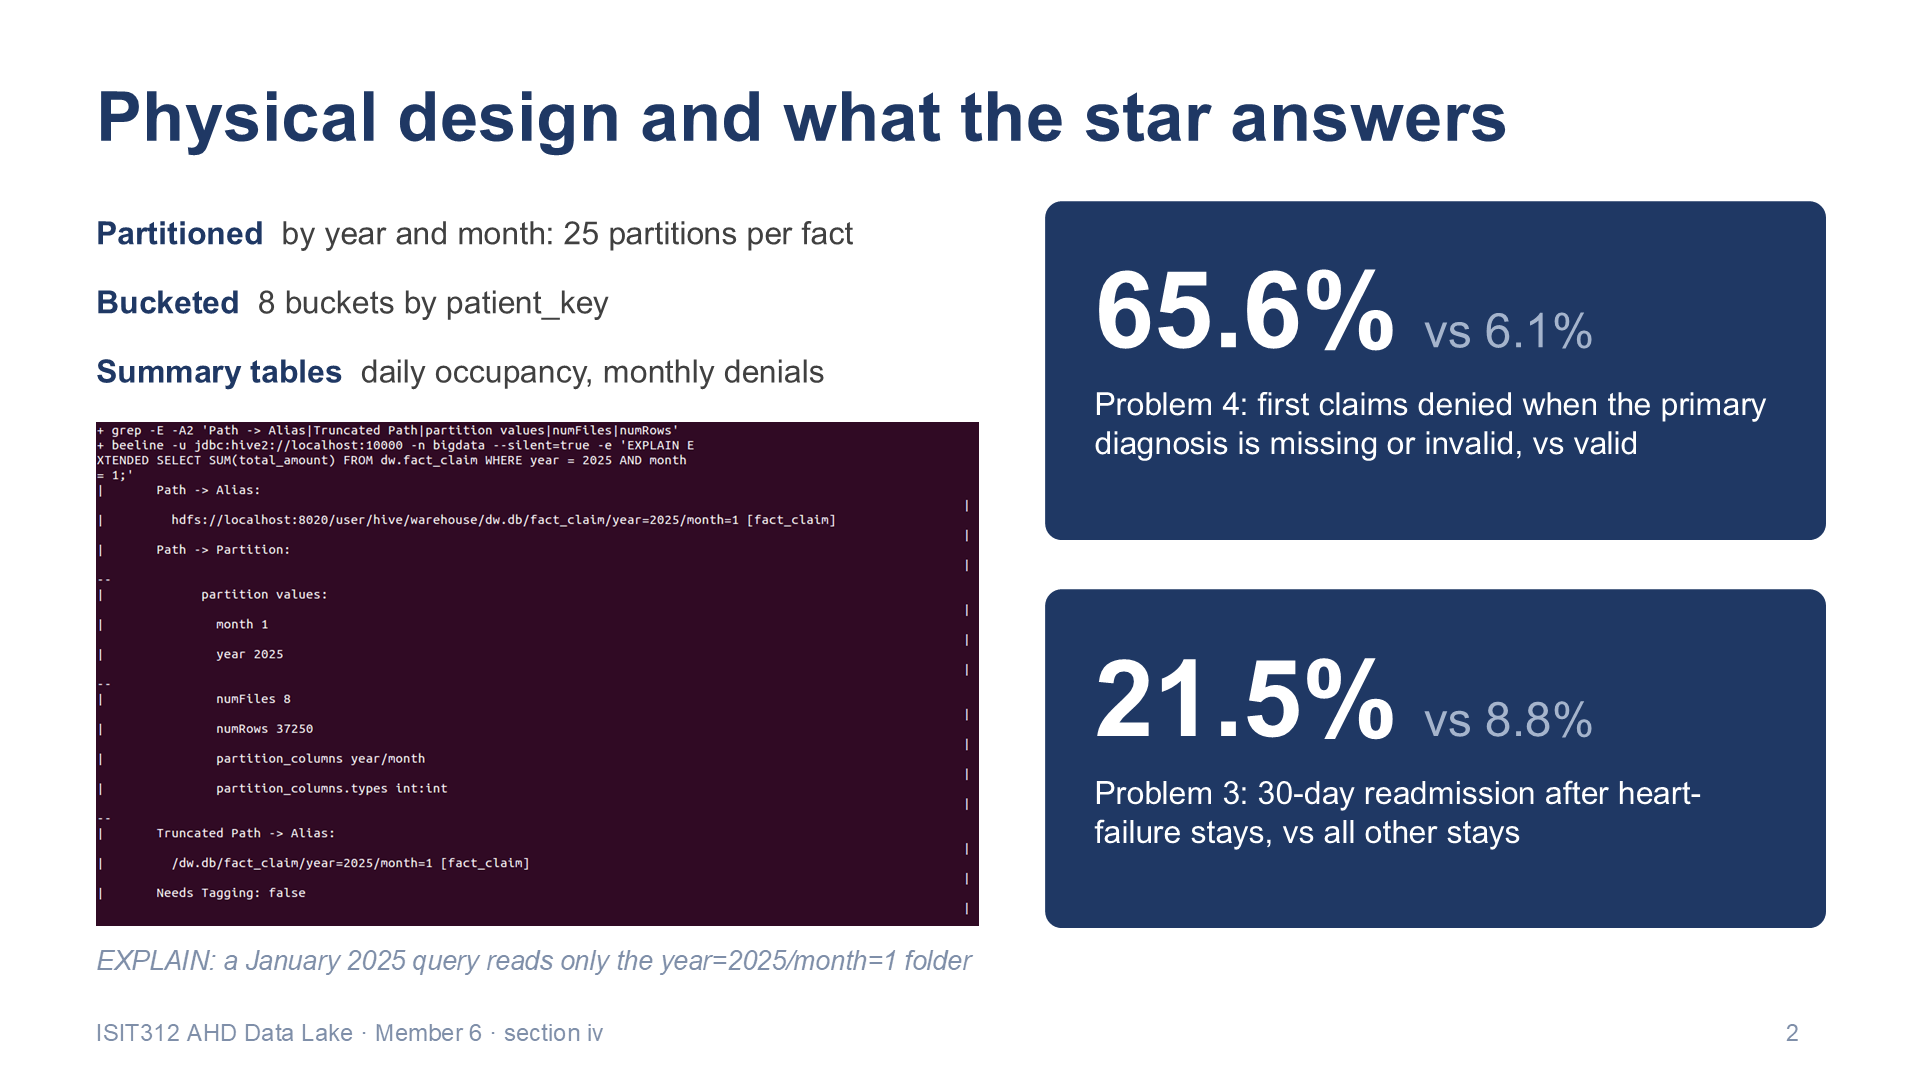 Physical design and what the star answers
Partitioned by year and month: 25 partitions per fact
Bucketed 8 buckets by patient_key
Summary tables daily occupancy, monthly denials
+ grep -E -A2 'Path -> Alias|Truncated Path|partition values|numFiles|numRows'
+ beeline -u jdbc:hive2://localhost:10000 -n bigdata --silent=true -e 'EXPLAIN E
XTENDED SELECT SUM(total_amount) FROM dw.fact_claim WHERE year = 2025 AND month
= 1;'
| Path -> Alias:
|
| hdfs://localhost:8020/user/hive/warehouse/dw.db/fact_claim/year=2025/month=1 [fact_claim]
|
| Path -> Partition:
|
--
| partition values:
|
| month 1
|
| year 2025
|
--
| numFiles 8
|
| numRows 37250
|
| partition_columns year/month
|
| partition_columns.types int:int
|
--
| Truncated Path -> Alias:
|
| /dw.db/fact_claim/year=2025/month=1 [fact_claim]
|
| Needs Tagging: false
|
EXPLAIN: a January 2025 query reads only the year=2025/month=1 folder
65.6% vs 6.1%
Problem 4: first claims denied when the primary
diagnosis is missing or invalid, vs valid
21.5% vs 8.8%
Problem 3: 30-day readmission after heart-
failure stays, vs all other stays
ISIT312 AHD Data Lake · Member 6 · section iv
2